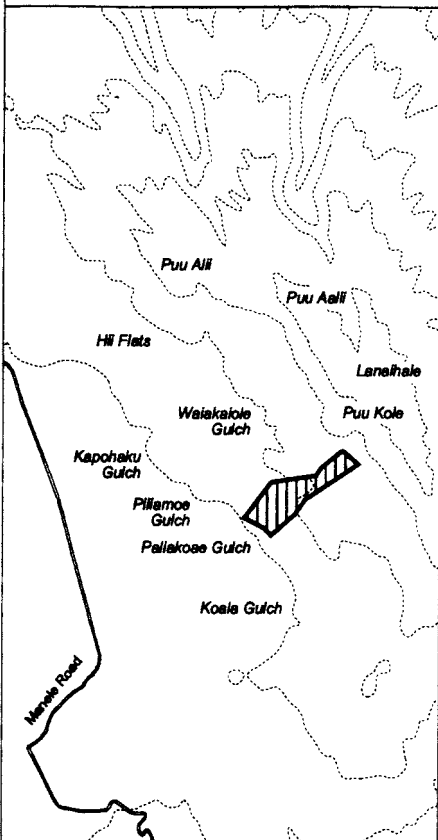 Puu Alii
Puu Aalii
Hii Flats
Lanaihale
Waiakaiole
Gulch
Puu Kole
Kapohaku
Gulch
Piliamoe
Gulch
Paliakoae Gulch
Koaia Gulch
Manele Road